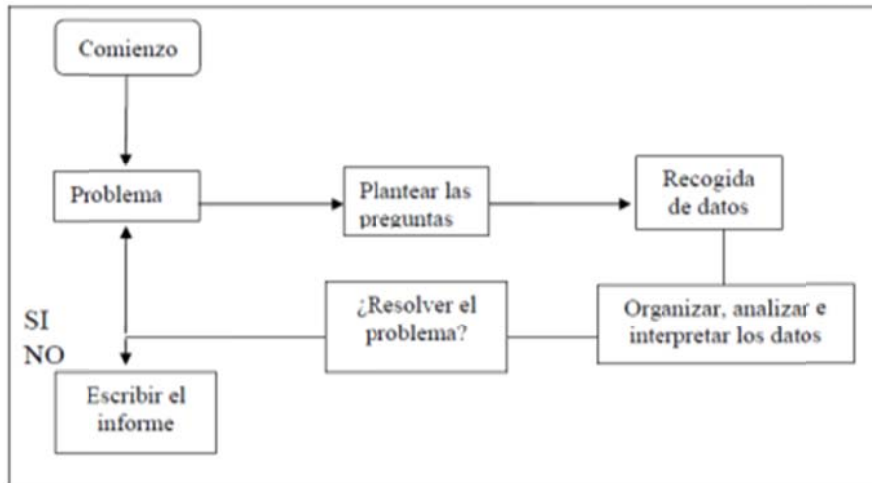 Comienzo
Problema
Plantear las
preguntas
Recogida
de datos
Organizar, analizar e
interpretar los datos
¿Resolver el
problema?
SI
NO
Escribir el
informe